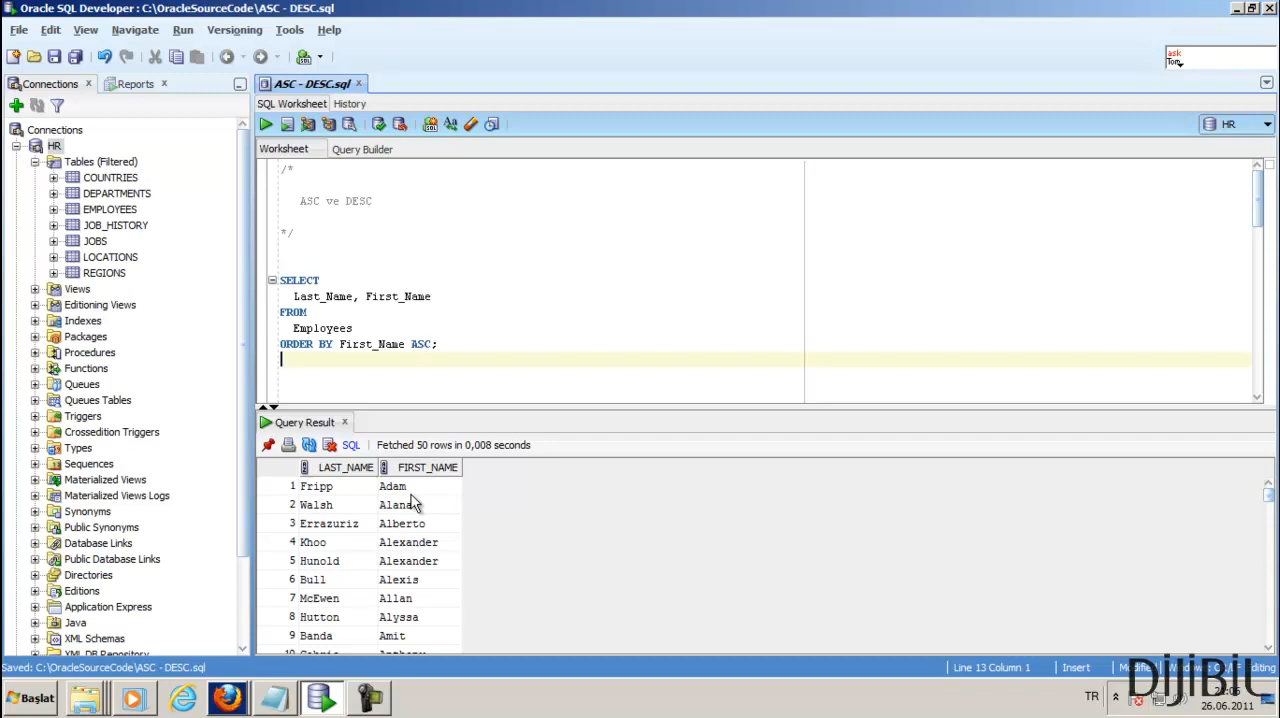 Oracle SQL Developer : C:\OracleSourceCode\ASC - DESC.sql
File Edit View Navigate Run Versioning Tools Help
ask
Tom
Connections Reports
ASC - DESC.sql
SQL Worksheet History
HR
Worksheet Query Builder
Connections
HR
Tables (Filtered)
COUNTRIES
DEPARTMENTS
EMPLOYEES
JOB_HISTORY
JOBS
LOCATIONS
REGIONS
Views
Editioning Views
Indexes
Packages
Procedures
Functions
Queues
Queues Tables
Triggers
Crossedition Triggers
Types
Sequences
Materialized Views
Materialized Views Logs
Synonyms
Public Synonyms
Database Links
Public Database Links
Directories
Editions
Application Express
Java
XML Schemas
XML DB Repository
/*
ASC ve DESC
*/
SELECT
Last_Name, First_Name
FROM
Employees
ORDER BY First_Name ASC;
Query Result
SQL Fetched 50 rows in 0,008 seconds
LAST_NAME FIRST_NAME
1 Fripp Adam
2 Walsh Alana
3 Errazuriz Alberto
4 Khoo Alexander
5 Hunold Alexander
6 Bull Alexis
7 McEwen Allan
8 Hutton Alyssa
9 Banda Amit
10
Saved: C:\OracleSourceCode\ASC - DESC.sql
Line 13 Column 1 Insert Editing
DIJIBIL
Başlat
TR
26.06.2011